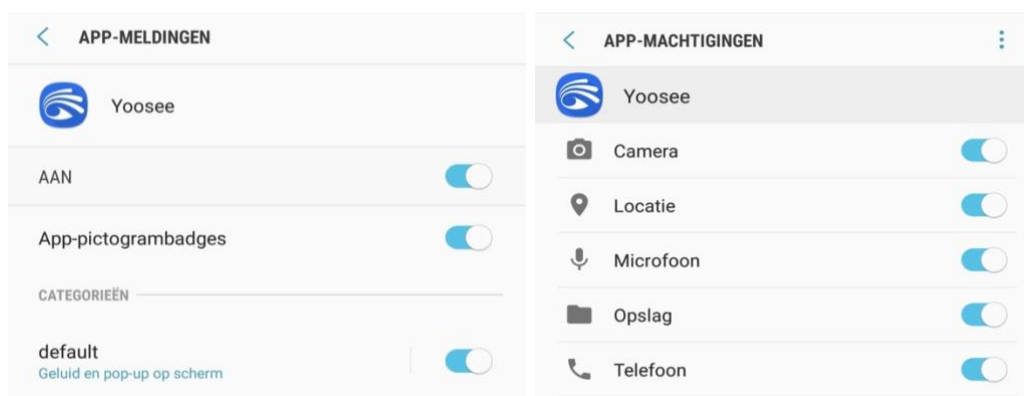 APP-MELDINGEN
Yoosee
AAN
App-pictogrambadges
CATEGORIEËN
default
Geluid en pop-up op scherm
APP-MACHTIGINGEN
Yoosee
Camera
Locatie
Microfoon
Opslag
Telefoon